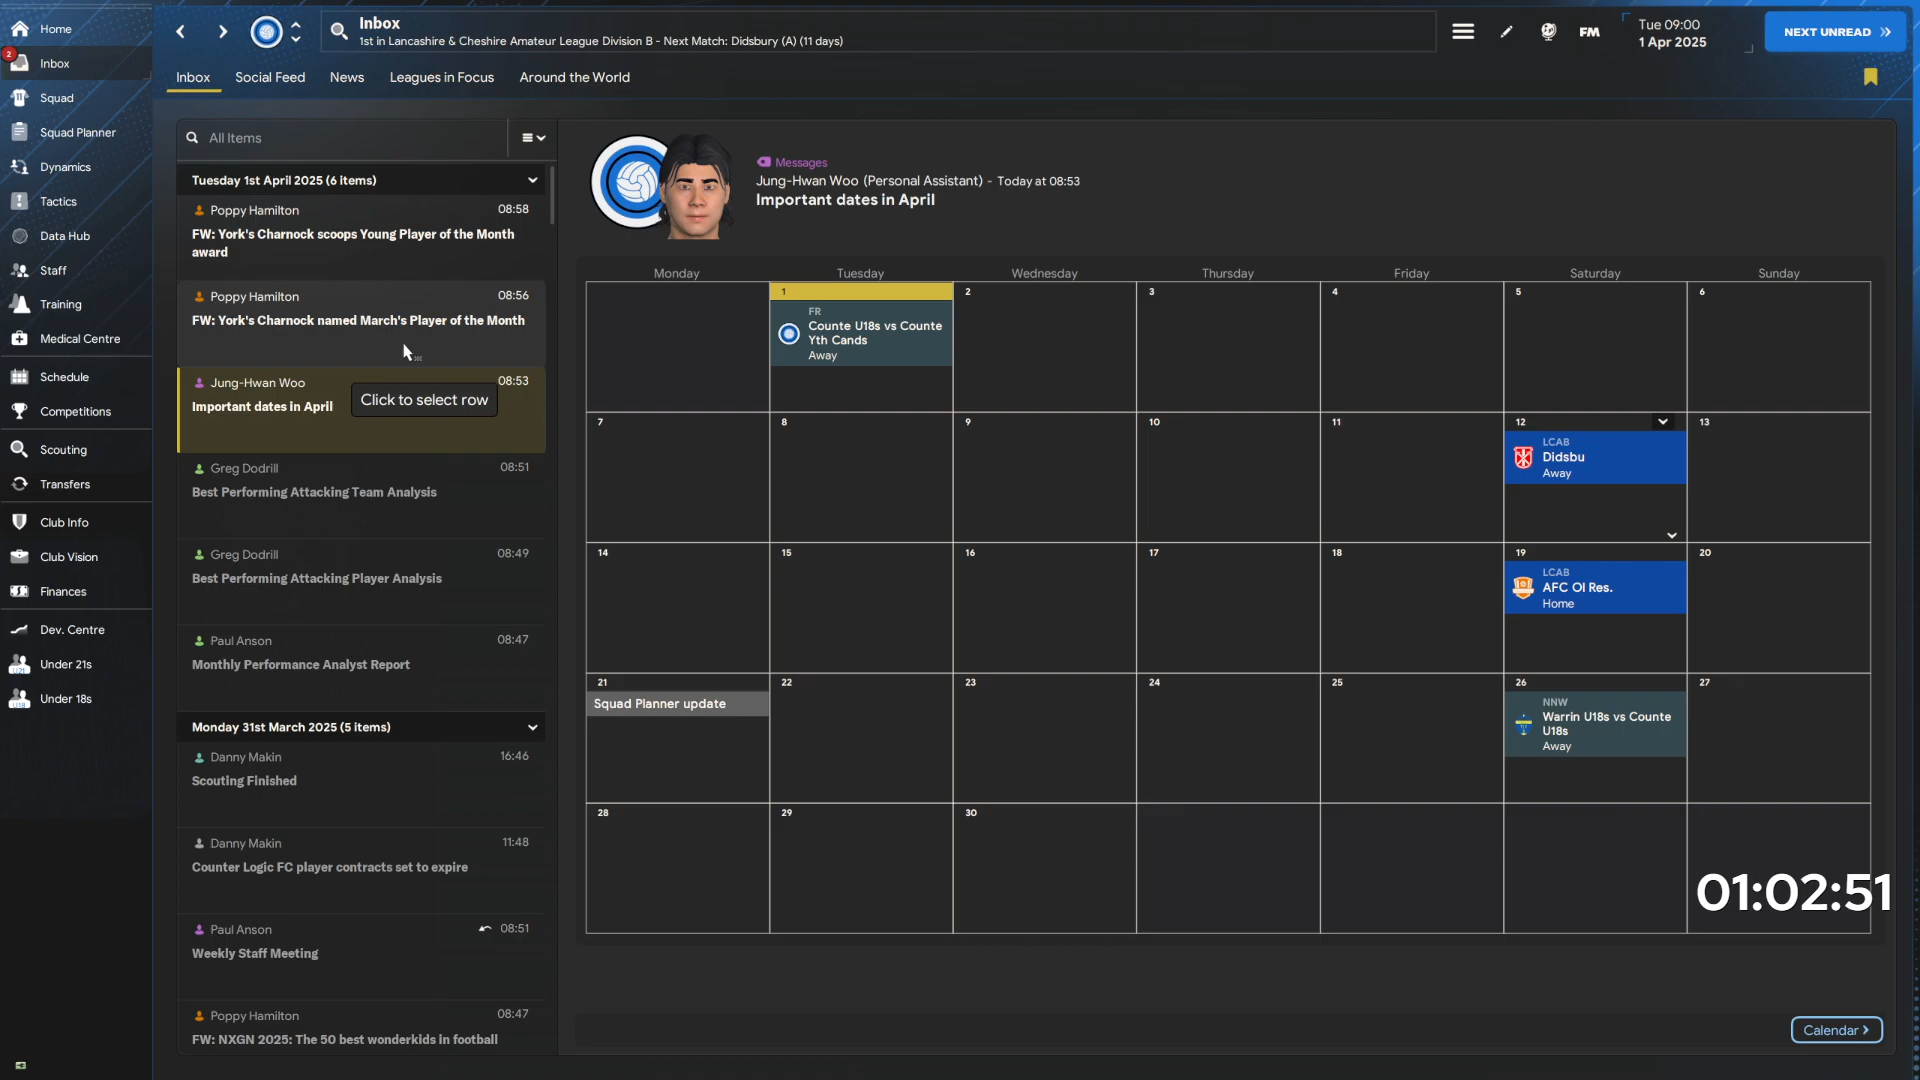 Home
2
Inbox
Squad
Squad Planner
Dynamics
Tactics
Data Hub
Staff
Training
Medical Centre
Schedule
Competitions
Scouting
Transfers
Club Info
Club Vision
Finances
Dev. Centre
Under 21s
Under 18s
Inbox
1st in Lancashire & Cheshire Amateur League Division B - Next Match: Didsbury (A) (11 days)
FM
Tue 09:00
1 Apr 2025
NEXT UNREAD
Inbox
Social Feed
News
Leagues in Focus
Around the World
All Items
Tuesday 1st April 2025 (6 items)
Poppy Hamilton 08:58
FW: York's Charnock scoops Young Player of the Month
award
Poppy Hamilton 08:56
FW: York's Charnock named March's Player of the Month
Jung-Hwan Woo 08:53
Important dates in April
Click to select row
Greg Dodrill 08:51
Best Performing Attacking Team Analysis
Greg Dodrill 08:49
Best Performing Attacking Player Analysis
Paul Anson 08:47
Monthly Performance Analyst Report
Monday 31st March 2025 (5 items)
Danny Makin 16:46
Scouting Finished
Danny Makin 11:48
Counter Logic FC player contracts set to expire
Paul Anson 08:51
Weekly Staff Meeting
Poppy Hamilton 08:47
FW: NXGN 2025: The 50 best wonderkids in football
Messages
Jung-Hwan Woo (Personal Assistant) - Today at 08:53
Important dates in April
Monday Tuesday Wednesday Thursday Friday Saturday Sunday
1 2 3 4 5 6
FR
Counte U18s vs Counte
Yth Cands
Away
7 8 9 10 11 12 13
LCAB
Didsbu
Away
14 15 16 17 18 19 20
LCAB
AFC Ol Res.
Home
21 22 23 24 25 26 27
Squad Planner update
NNW
Warrin U18s vs Counte
U18s
Away
28 29 30
01:02:51
Calendar